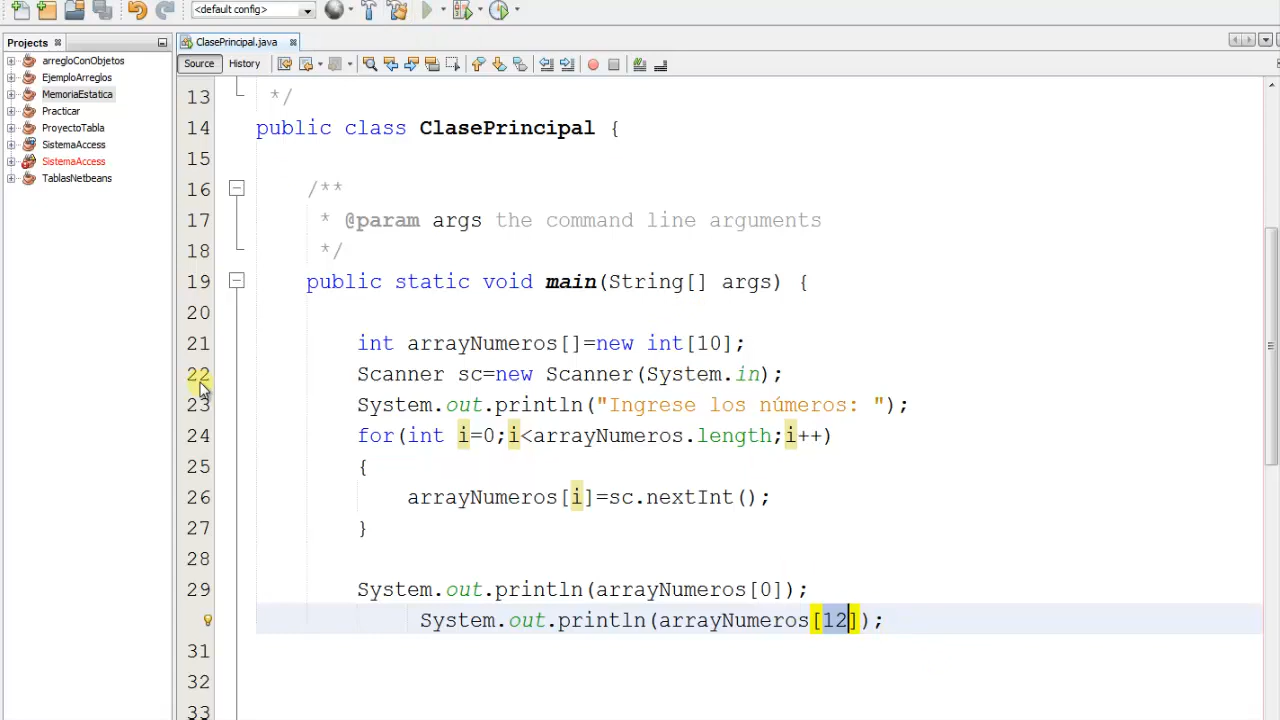 <default config>
Projects
ClasePrincipal.java
Source
History
arregloConObjetos
EjemploArreglos
MemoriaEstatica
Practicar
ProyectoTabla
SistemaAccess
SistemaAccess
TablasNetbeans
13 */
14 public class ClasePrincipal {
15
16 /**
17 * @param args the command line arguments
18 */
19 public static void main(String[] args) {
20
21 int arrayNumeros[]=new int[10];
22 Scanner sc=new Scanner(System.in);
23 System.out.println("Ingrese los números: ");
24 for(int i=0;i<arrayNumeros.length;i++)
25 {
26 arrayNumeros[i]=sc.nextInt();
27 }
28
29 System.out.println(arrayNumeros[0]);
System.out.println(arrayNumeros[12]);
31
32
33